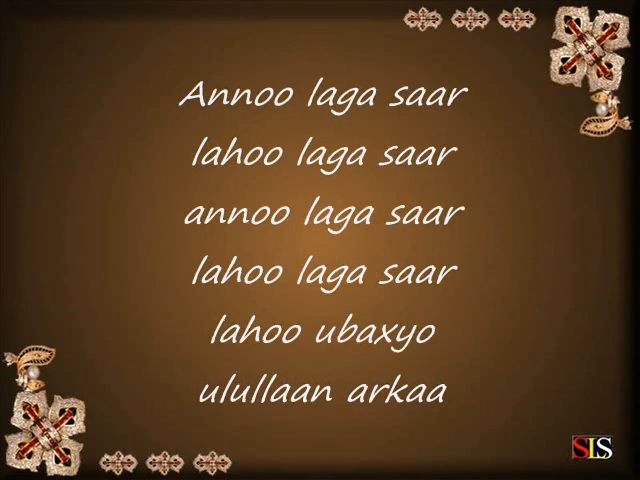 Annoo laga saar
lahoo laga saar
annoo laga saar
lahoo laga saar
lahoo ubaxyo
ulullaan arkaa
SLS